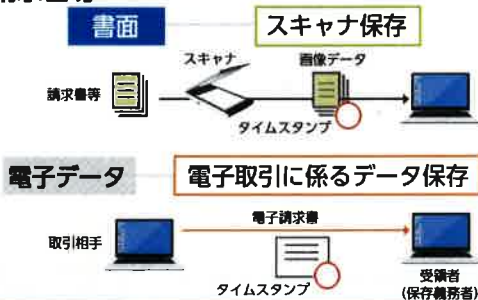 書面
スキャナ保存
スキャナ
画像データ
請求書等
タイムスタンプ
電子データ
電子取引に係るデータ保存
電子請求書
取引相手
タイムスタンプ
受領者
(保存義務者)